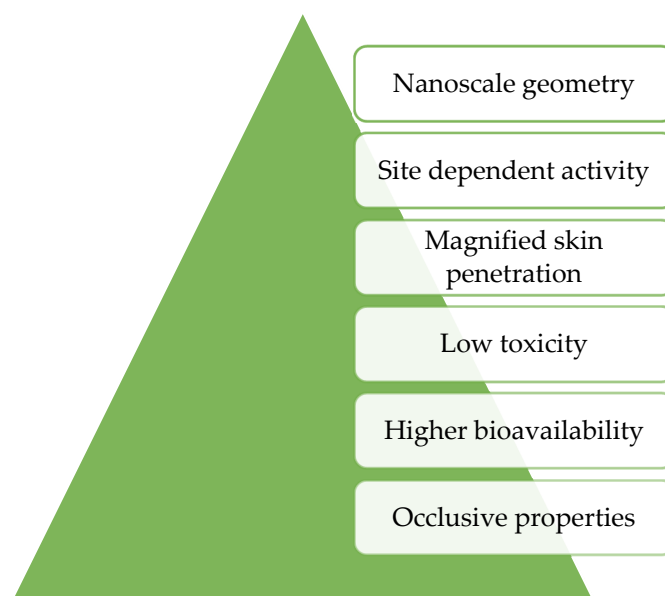 Nanoscale geometry
Site dependent activity
Magnified skin
penetration
Low toxicity
Higher bioavailability
Occlusive properties